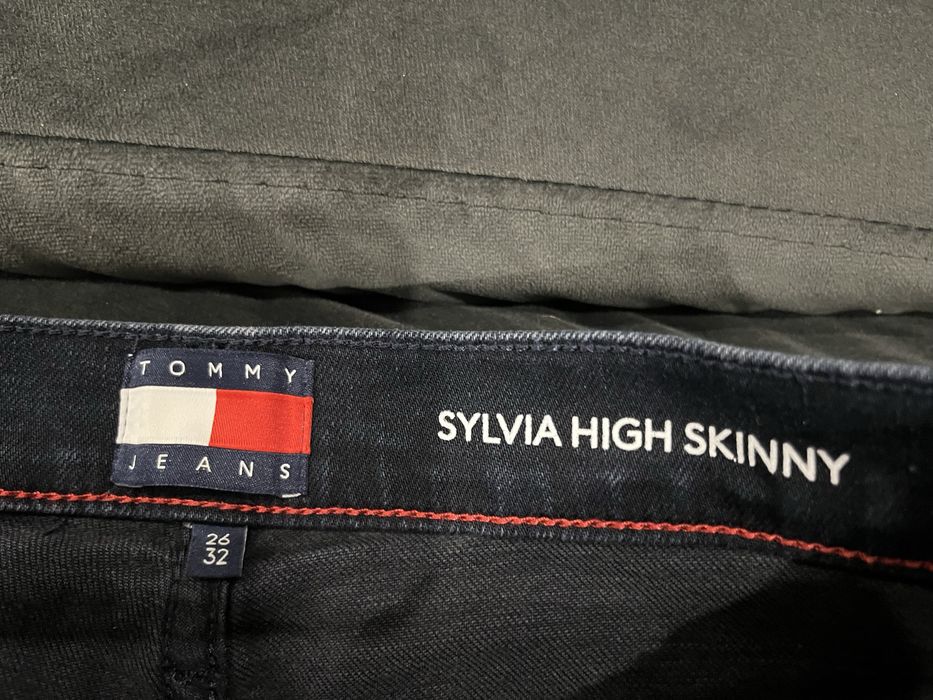 TOMMY
JEANS
SYLVIA HIGH SKINNY
26
32